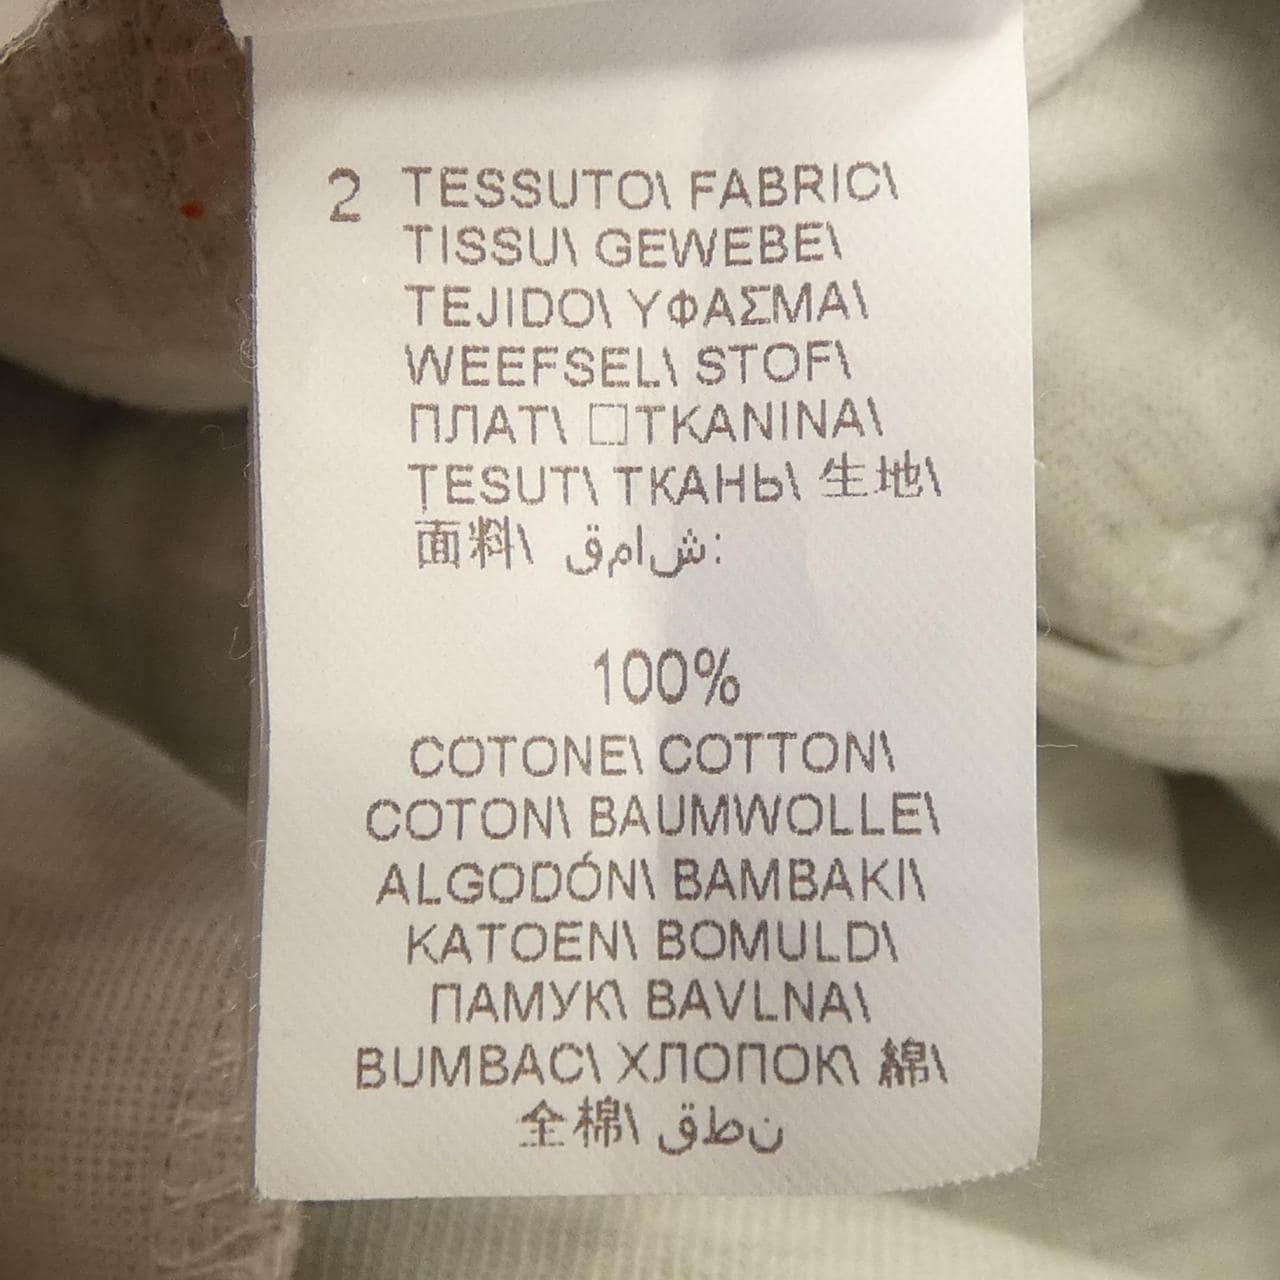 2 TESSUTO\ FABRIC\
TISSU\ GEWEBE\
TEJIDO\ ΥΦΑΣΜΑ\
WEEFSEL\ STOF\
ПЛАТ\ □TKANINA\
ŢESUT\ ТКАНЬ\ 生地\
面料\ شامق:
100%
COTONE\ COTTON\
COTON\ BAUMWOLLE\
ALGODÓN\ BAMBAKI\
KATOEN\ BOMULD\
ПАМУК\ BAVLNA\
BUMBAC\ ХЛОПОК\ 綿\
全棉\ نطق